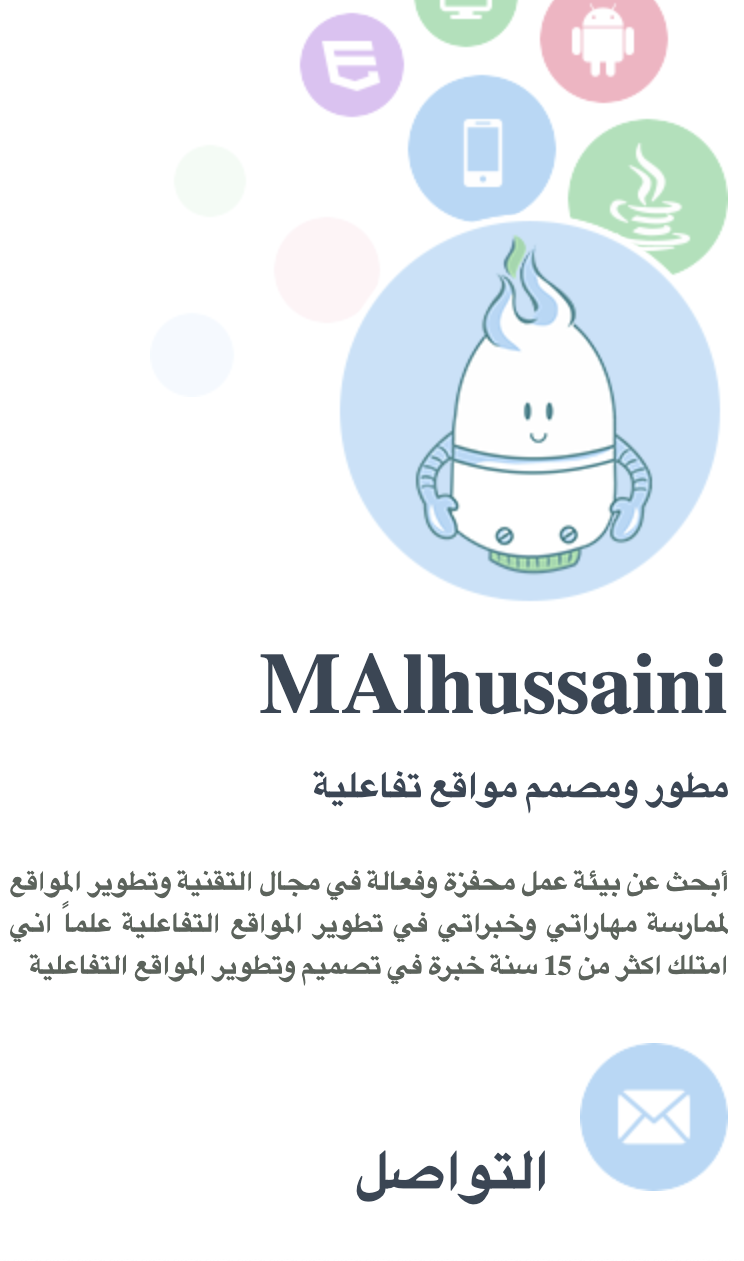 MAlhussaini
مطور ومصمم مواقع تفاعلية
أبحث عن بيئة عمل محفزة وفعالة في مجال التقنية وتطوير المواقع
لممارسة مهاراتي وخبراتي في تطوير المواقع التفاعلية علماً اني
امتلك اكثر من 15 سنة خبرة في تصميم وتطوير المواقع التفاعلية
التواصل